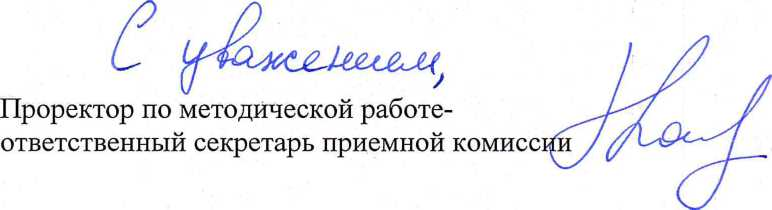 С уважением,
Проректор по методической работе-
ответственный секретарь приемной комиссии